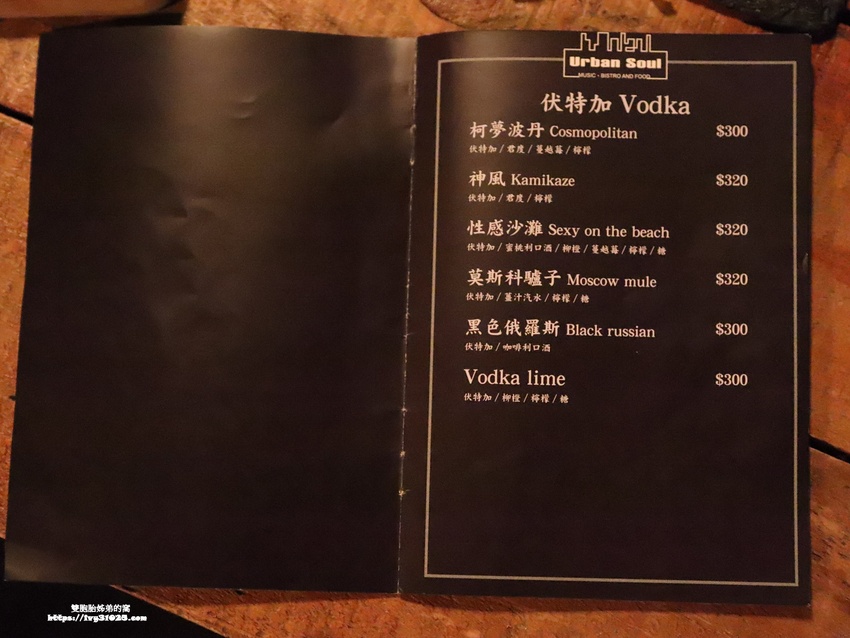 Urban Soul
MUSIC · BISTRO AND FOOD
伏特加 Vodka
柯夢波丹 Cosmopolitan $300
伏特加 / 君度 / 蔓越莓 / 檸檬
神風 Kamikaze $320
伏特加 / 君度 / 檸檬
性感沙灘 Sexy on the beach $320
伏特加 / 蜜桃利口酒 / 柳橙 / 蔓越莓 / 檸檬 / 糖
莫斯科驢子 Moscow mule $320
伏特加 / 薑汁汽水 / 檸檬 / 糖
黑色俄羅斯 Black russian $300
伏特加 / 咖啡利口酒
Vodka lime $300
伏特加 / 柳橙 / 檸檬 / 糖
雙胞胎姊弟的窩
https://ivy31025.com